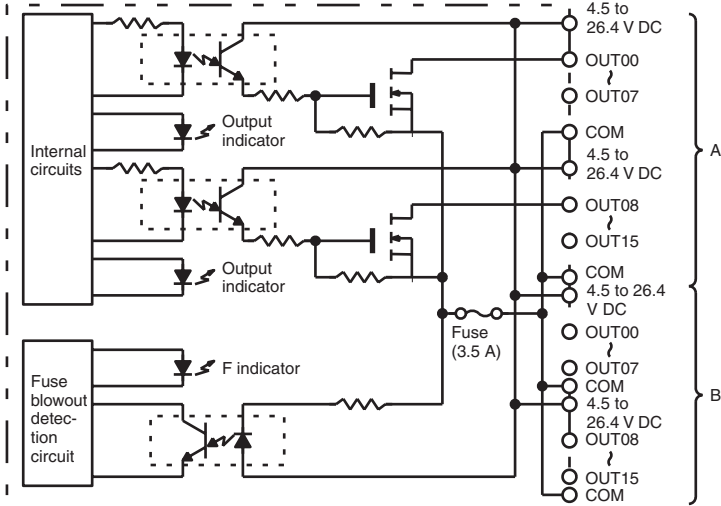 4.5 to
26.4 V DC
OUT00
OUT07
COM
4.5 to
26.4 V DC
OUT08
OUT15
COM
4.5 to 26.4
V DC
OUT00
OUT07
COM
4.5 to
26.4 V DC
OUT08
OUT15
COM
A
B
Internal
circuits
Output
indicator
Output
indicator
Fuse
(3.5 A)
F indicator
Fuse
blowout
detec-
tion
circuit